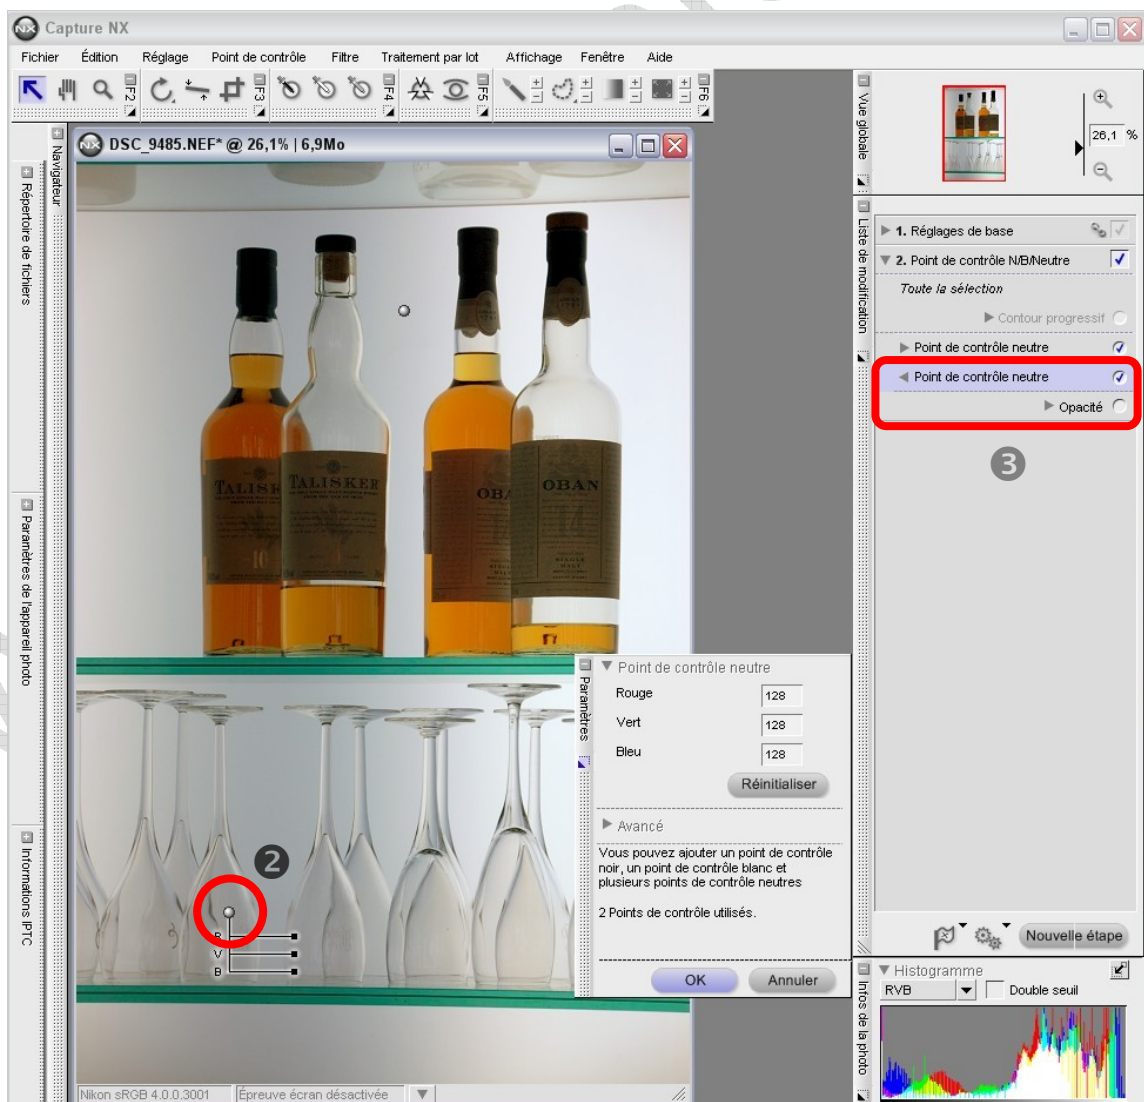 Capture NX
Fichier Édition Réglage Point de contrôle Filtre Traitement par lot Affichage Fenêtre Aide
F2 F3 F4 F5 F6
DSC_9485.NEF* @ 26,1% | 6,9Mo
Navigateur
Répertoire de fichiers
Paramètres de l'appareil photo
Informations IPTC
TALISKER
TALISKER
10
OBAN
OBAN
14
SINGLE
MALT
2
R
V
B
Nikon sRGB 4.0.0.3001 Épreuve écran désactivée
Paramètres
Point de contrôle neutre
Rouge 128
Vert 128
Bleu 128
Réinitialiser
Avancé
Vous pouvez ajouter un point de contrôle
noir, un point de contrôle blanc et
plusieurs points de contrôle neutres
2 Points de contrôle utilisés.
OK Annuler
Vue globale
26,1 %
Liste de modification
1. Réglages de base
2. Point de contrôle N/B/Neutre
Toute la sélection
Contour progressif
Point de contrôle neutre
Point de contrôle neutre
Opacité
3
Nouvelle étape
Infos de la photo
Histogramme
RVB Double seuil